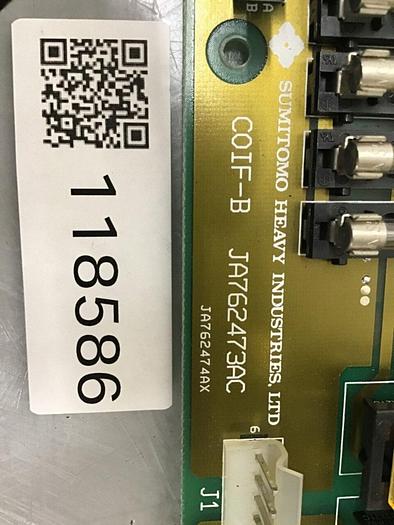 118586
SUMITOMO HEAVY INDUSTRIES, LTD
COIF-B JA762473AC
JA762474AX
J1